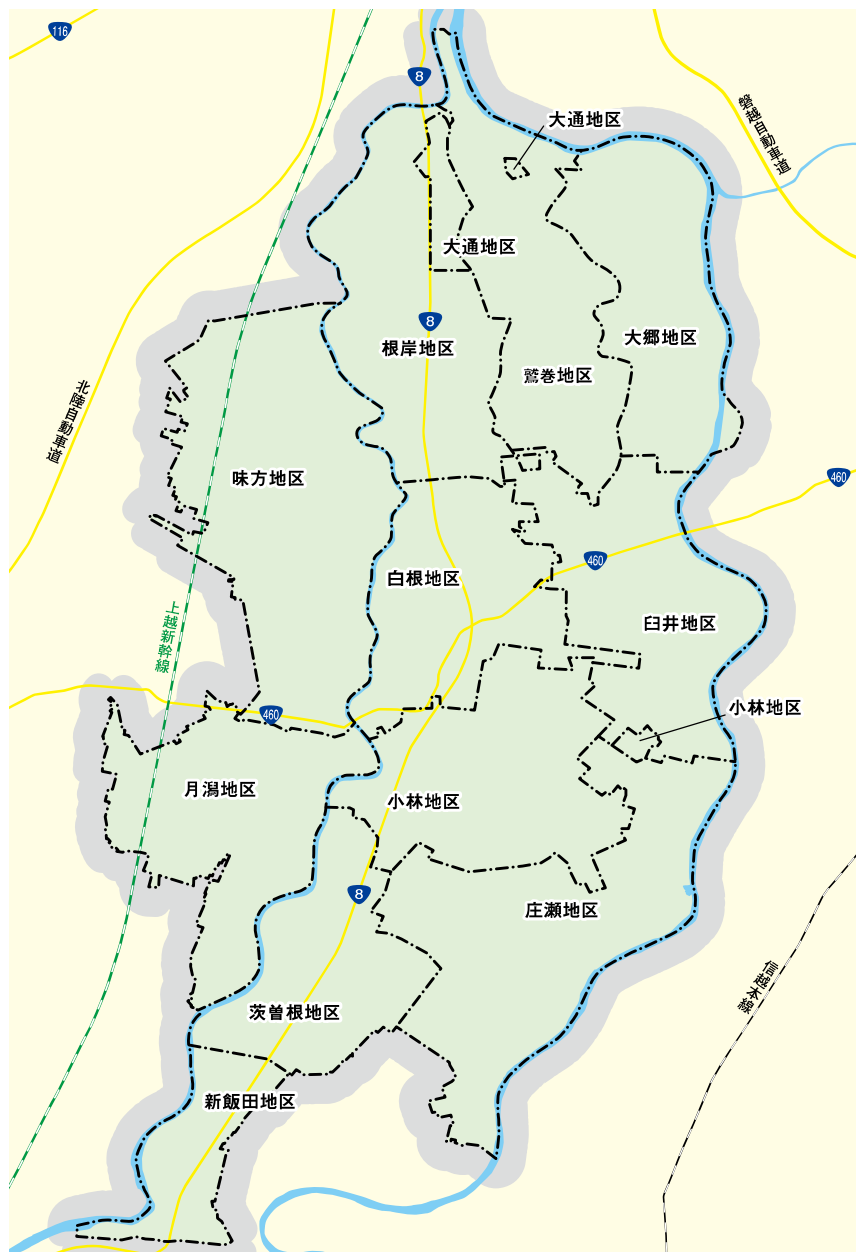 116
8
大通地区
磐越自動車道
大通地区
8
根岸地区
大郷地区
鷲巻地区
北陸自動車道
味方地区
460
460
白根地区
上越新幹線
臼井地区
460
小林地区
月潟地区
小林地区
8
庄瀬地区
信越本線
茨曽根地区
新飯田地区